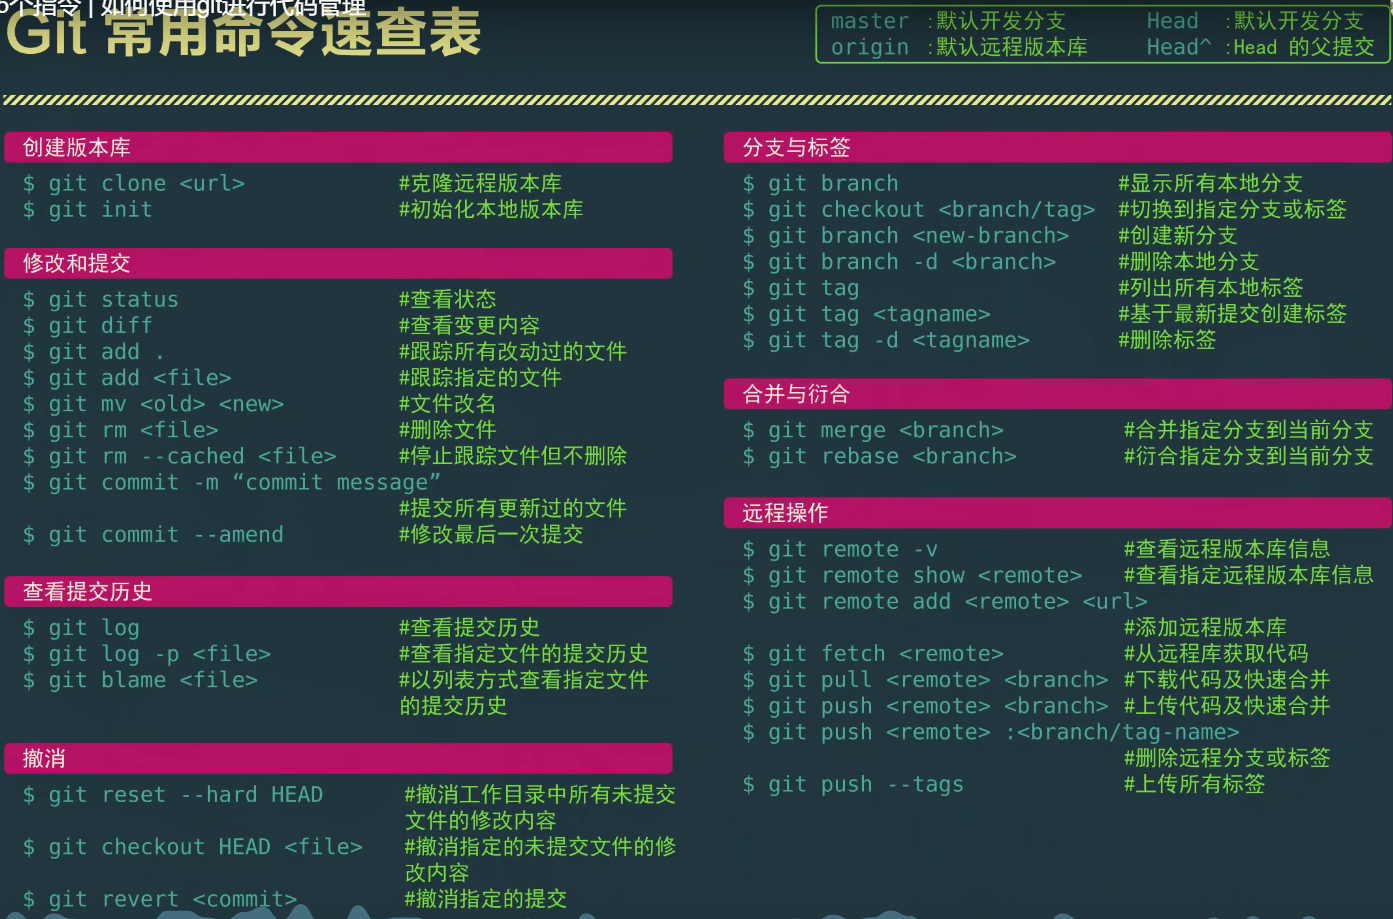 个指令 | 如何使用git进行代码管理
Git 常用命令速查表
master :默认开发分支 Head :默认开发分支
origin :默认远程版本库 Head^ :Head 的父提交
创建版本库
$ git clone <url> #克隆远程版本库
$ git init #初始化本地版本库
修改和提交
$ git status #查看状态
$ git diff #查看变更内容
$ git add . #跟踪所有改动过的文件
$ git add <file> #跟踪指定的文件
$ git mv <old> <new> #文件改名
$ git rm <file> #删除文件
$ git rm --cached <file> #停止跟踪文件但不删除
$ git commit -m “commit message”
#提交所有更新过的文件
$ git commit --amend #修改最后一次提交
查看提交历史
$ git log #查看提交历史
$ git log -p <file> #查看指定文件的提交历史
$ git blame <file> #以列表方式查看指定文件
的提交历史
撤消
$ git reset --hard HEAD #撤消工作目录中所有未提交
文件的修改内容
$ git checkout HEAD <file> #撤消指定的未提交文件的修
改内容
$ git revert <commit> #撤消指定的提交
分支与标签
$ git branch #显示所有本地分支
$ git checkout <branch/tag> #切换到指定分支或标签
$ git branch <new-branch> #创建新分支
$ git branch -d <branch> #删除本地分支
$ git tag #列出所有本地标签
$ git tag <tagname> #基于最新提交创建标签
$ git tag -d <tagname> #删除标签
合并与衍合
$ git merge <branch> #合并指定分支到当前分支
$ git rebase <branch> #衍合指定分支到当前分支
远程操作
$ git remote -v #查看远程版本库信息
$ git remote show <remote> #查看指定远程版本库信息
$ git remote add <remote> <url>
#添加远程版本库
$ git fetch <remote> #从远程库获取代码
$ git pull <remote> <branch> #下载代码及快速合并
$ git push <remote> <branch> #上传代码及快速合并
$ git push <remote> :<branch/tag-name>
#删除远程分支或标签
$ git push --tags #上传所有标签